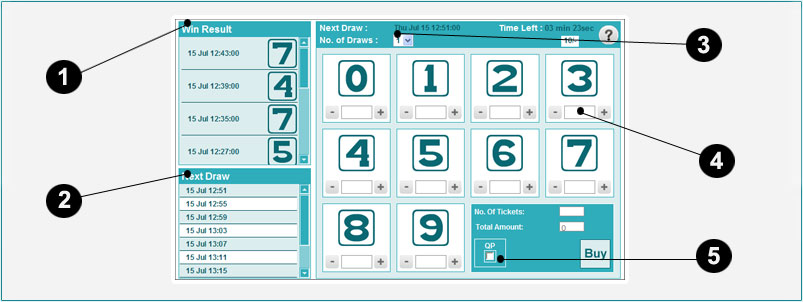 Win Result
15 Jul 12:43:00 7
15 Jul 12:39:00 4
15 Jul 12:35:00 7
15 Jul 12:27:00 5
Next Draw
15 Jul 12:51
15 Jul 12:55
15 Jul 12:59
15 Jul 13:03
15 Jul 13:07
15 Jul 13:11
15 Jul 13:15
Next Draw : Thu Jul 15 12:51:00 Time Left : 03 min 23sec
No. of Draws : 1 10/- ?
0 1 2 3
- + - + - + - +
4 5 6 7
- + - + - + - +
8 9
- + - +
No. Of Tickets:
Total Amount: 0
QP
Buy
1
2
3
4
5